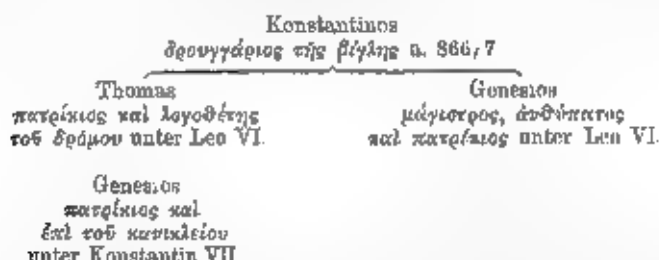 Konstantinos
δρουγγάριος τῆς βίγλης n. 866/7
Thomas
πατρίκιος καὶ λογοθέτης
τοῦ δρόμου unter Leo VI.
Genesios
μάγιστρος, ἀνθύπατος
καὶ πατρίκιος unter Leo VI.
Genesios
πατρίκιος καὶ
ἐπὶ τοῦ κανικλείου
unter Konstantin VII